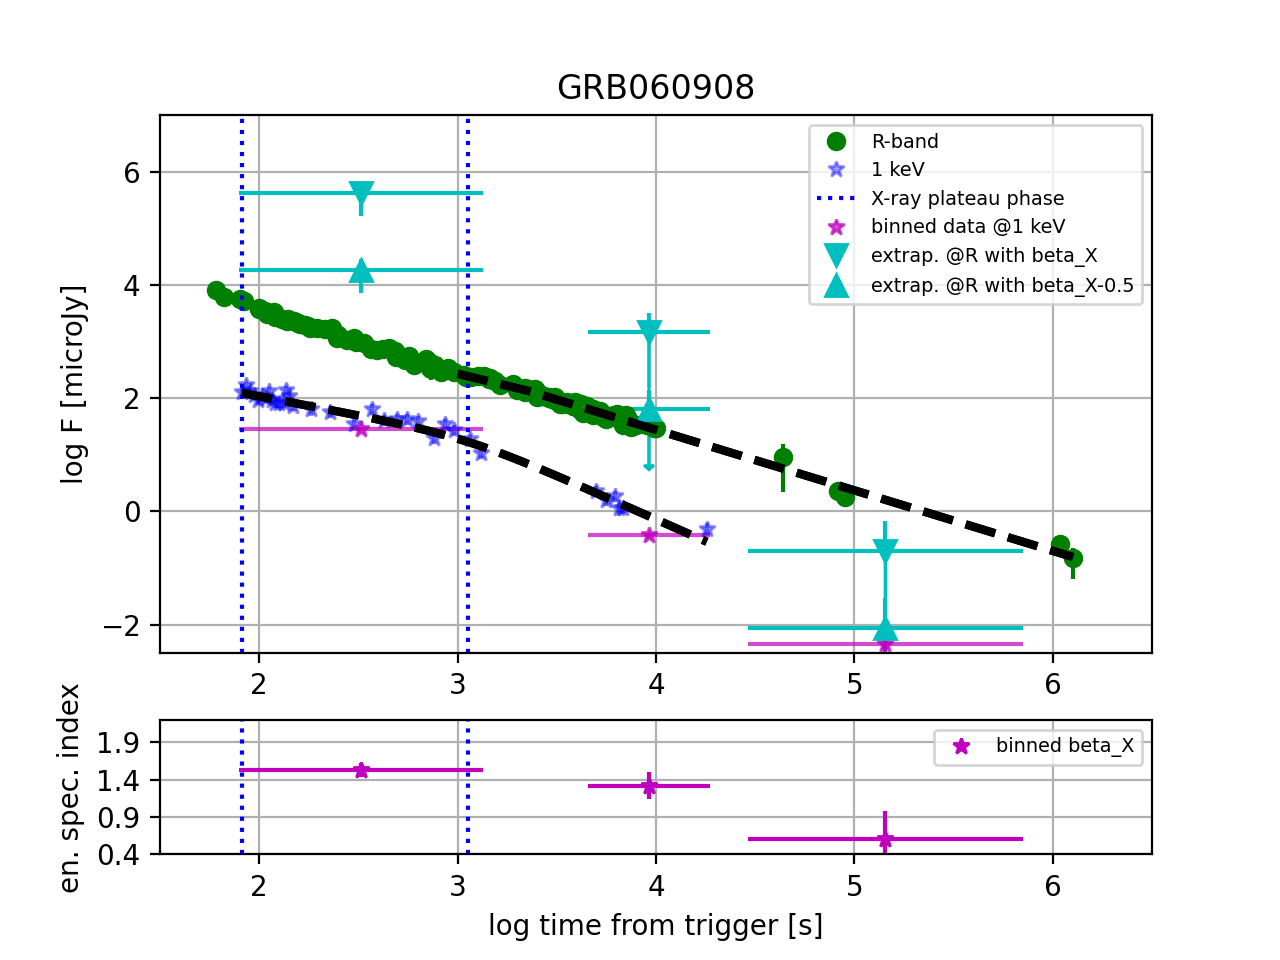 GRB060908
log F [microJy]
6
4
2
0
−2
R-band
1 keV
X-ray plateau phase
binned data @1 keV
extrap. @R with beta_X
extrap. @R with beta_X-0.5
2 3 4 5 6
en. spec. index
1.9
1.4
0.9
0.4
binned beta_X
2 3 4 5 6
log time from trigger [s]